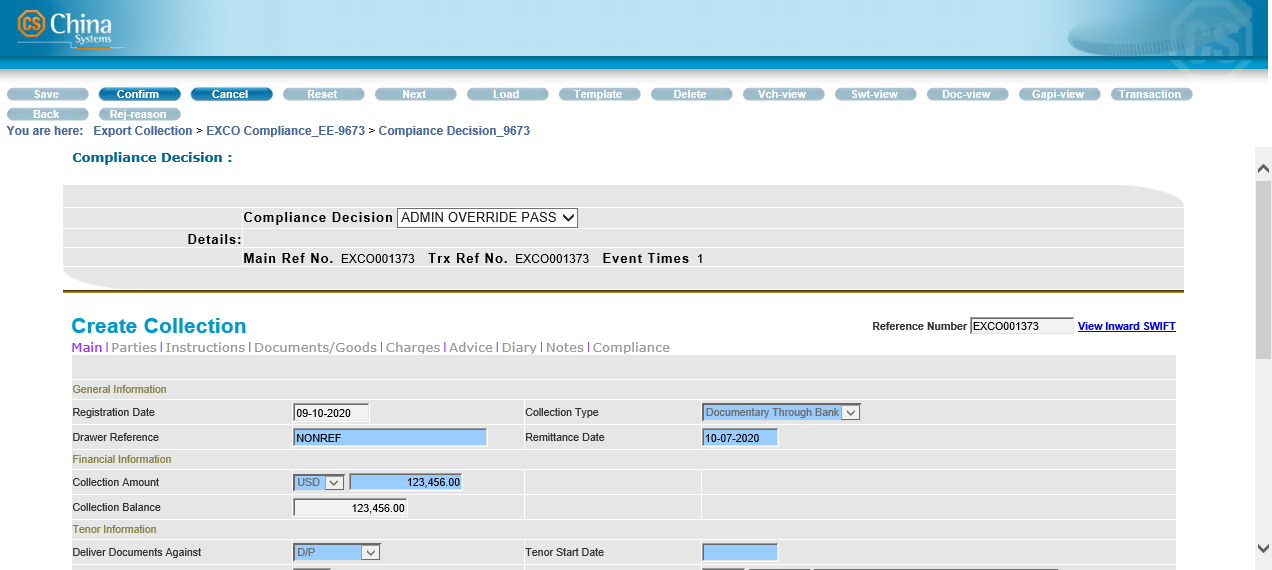 CS China Systems
CS
Save Confirm Cancel Reset Next Load Template Delete Vch-view Swt-view Doc-view Gapi-view Transaction
Back Rej-reason
You are here: Export Collection > EXCO Compliance_EE-9673 > Compiance Decision_9673
Compliance Decision :
Compliance Decision ADMIN OVERRIDE PASS
Details:
Main Ref No. EXCO001373 Trx Ref No. EXCO001373 Event Times 1
Create Collection Reference Number EXCO001373 View Inward SWIFT
Main | Parties | Instructions | Documents/Goods | Charges | Advice | Diary | Notes | Compliance
General Information
Registration Date 09-10-2020 Collection Type Documentary Through Bank
Drawer Reference NONREF Remittance Date 10-07-2020
Financial Information
Collection Amount USD 123,456.00
Collection Balance 123,456.00
Tenor Information
Deliver Documents Against D/P Tenor Start Date